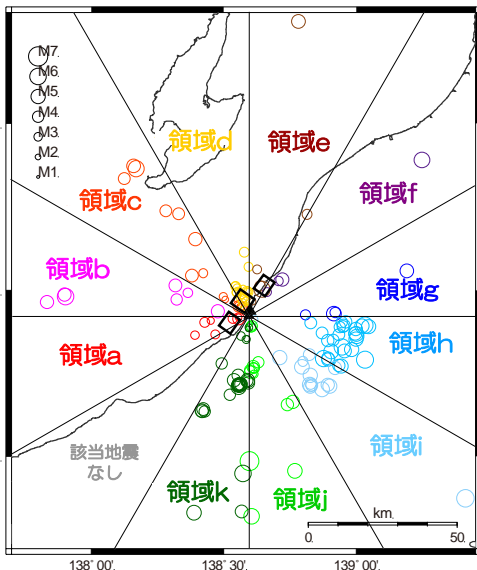 M7.
M6.
M5.
M4.
M3.
M2.
M1.
領域d
領域e
領域c
領域f
領域b
領域g
領域a
領域h
該当地震
なし
領域i
領域k
領域j
km.
0.
50.
138° 00'.
138° 30'.
139° 00'.